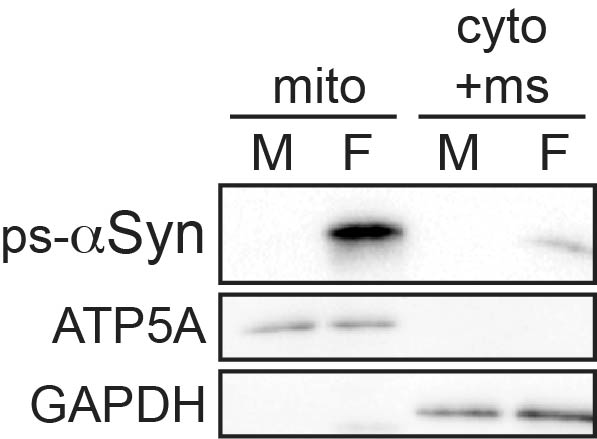 cyto
mito +ms
M F M F
ps-αSyn
ATP5A
GAPDH